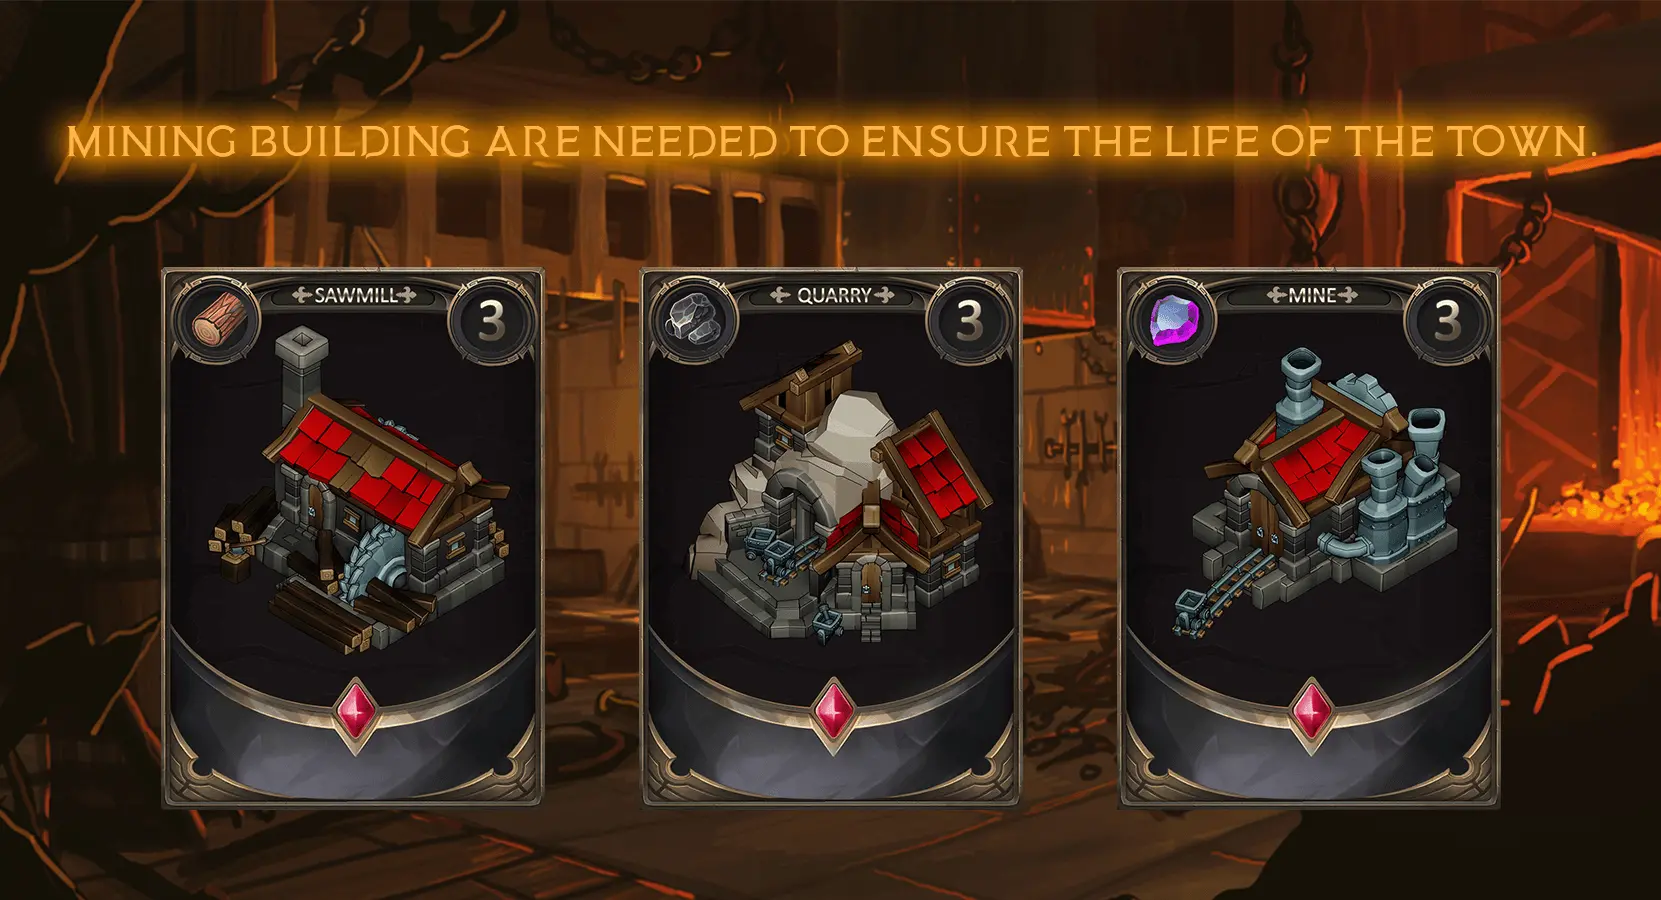 MINING BUILDING ARE NEEDED TO ENSURE THE LIFE OF THE TOWN.
SAWMILL
3
QUARRY
3
MINE
3